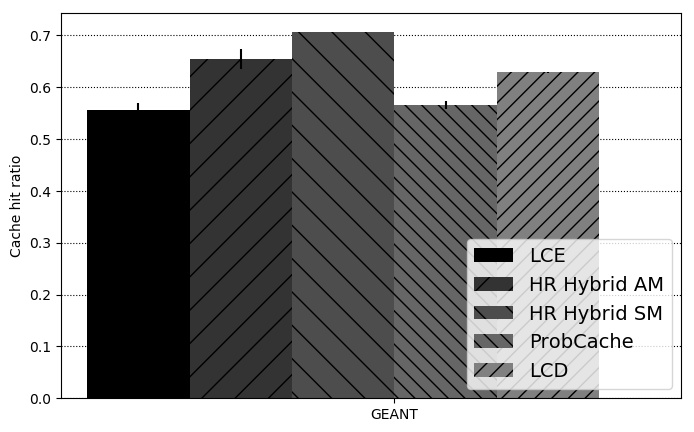 0.7
0.6
0.5
0.4
0.3
0.2
0.1
0.0
Cache hit ratio
GEANT
LCE
HR Hybrid AM
HR Hybrid SM
ProbCache
LCD